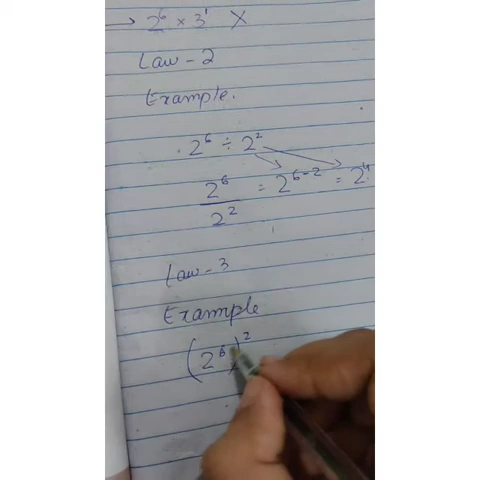 → 2⁶ × 3¹ X
Law - 2
Example.
2⁶ ÷ 2²
2⁶/2² = 2⁶⁻² = 2⁴
Law - 3
Example
(2⁶)²